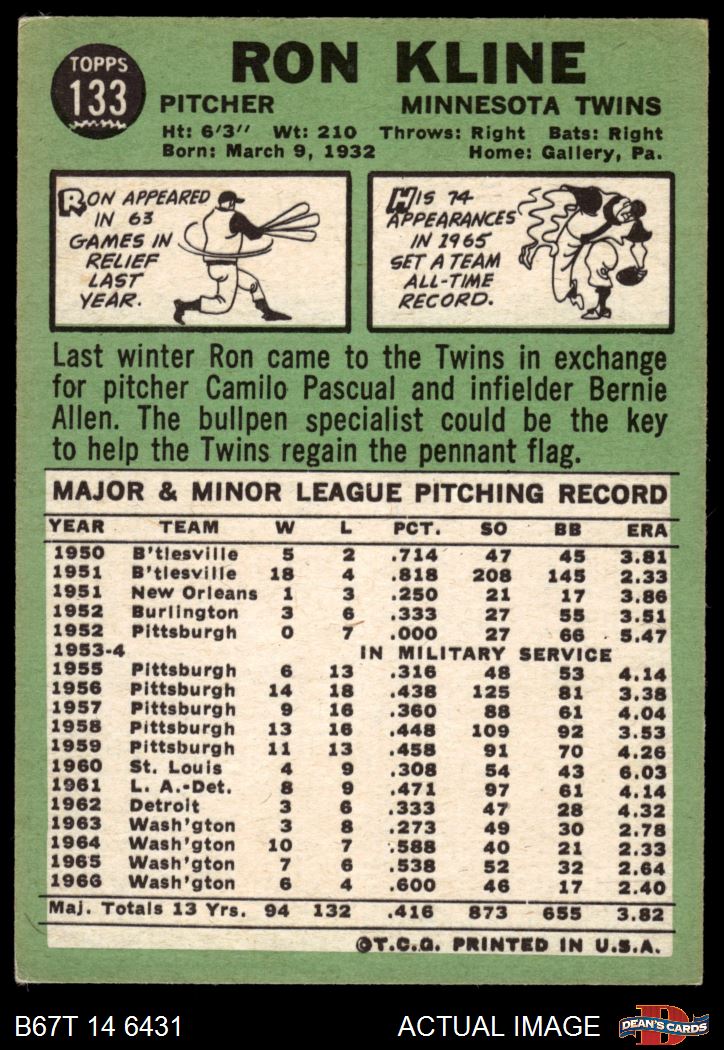 TOPPS
133
RON KLINE
PITCHER MINNESOTA TWINS
Ht: 6'3" Wt: 210 Throws: Right Bats: Right
Born: March 9, 1932 Home: Gallery, Pa.
RON APPEARED
IN 63
GAMES IN
RELIEF
LAST
YEAR.
HIS 74
APPEARANCES
IN 1965
SET A TEAM
ALL-TIME
RECORD.
Last winter Ron came to the Twins in exchange
for pitcher Camilo Pascual and infielder Bernie
Allen. The bullpen specialist could be the key
to help the Twins regain the pennant flag.
MAJOR & MINOR LEAGUE PITCHING RECORD
YEAR TEAM W L PCT. SO BB ERA
1950 B'tlesville 5 2 .714 47 45 3.81
1951 B'tlesville 18 4 .818 208 145 2.33
1951 New Orleans 1 3 .250 21 17 3.86
1952 Burlington 3 6 .333 27 55 3.51
1952 Pittsburgh 0 7 .000 27 66 5.47
1953-4 IN MILITARY SERVICE
1955 Pittsburgh 6 13 .316 48 53 4.14
1956 Pittsburgh 14 18 .438 125 81 3.38
1957 Pittsburgh 9 16 .360 88 61 4.04
1958 Pittsburgh 13 16 .448 109 92 3.53
1959 Pittsburgh 11 13 .458 91 70 4.26
1960 St. Louis 4 9 .308 54 43 6.03
1961 L. A.-Det. 8 9 .471 97 61 4.14
1962 Detroit 3 6 .333 47 28 4.32
1963 Wash'gton 3 8 .273 49 30 2.78
1964 Wash'gton 10 7 .588 40 21 2.33
1965 Wash'gton 7 6 .538 52 32 2.64
1966 Wash'gton 6 4 .600 46 17 2.40
Maj. Totals 13 Yrs. 94 132 .416 873 655 3.82
©T.C.G. PRINTED IN U.S.A.
B67T 14 6431 ACTUAL IMAGE
D
DEAN'S CARDS